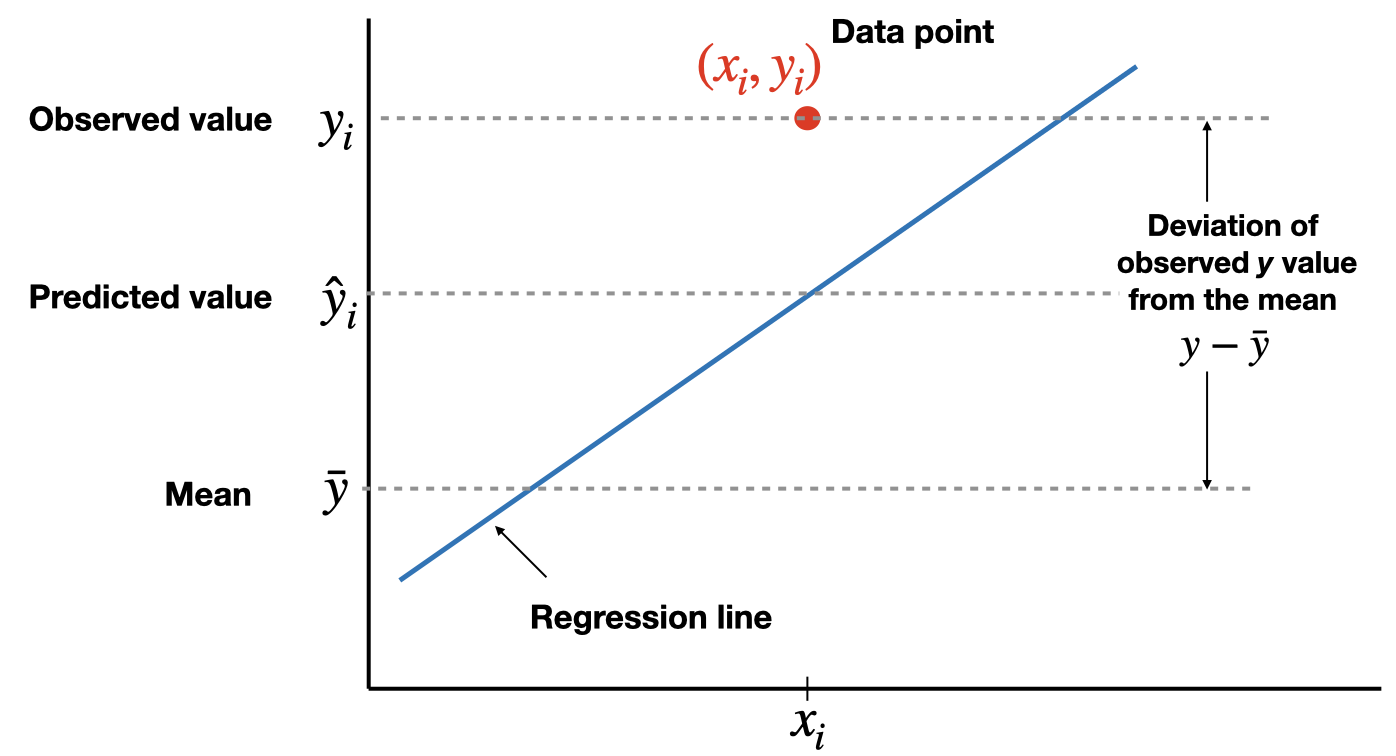 Data point
(xᵢ, yᵢ)
Observed value yᵢ
Deviation of
observed y value
from the mean
y − ȳ
Predicted value ŷᵢ
Mean ȳ
Regression line
xᵢ